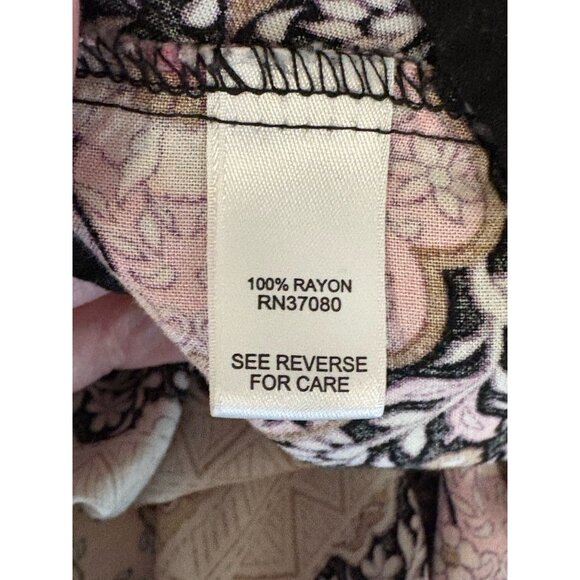 100% RAYON
RN37080
SEE REVERSE
FOR CARE